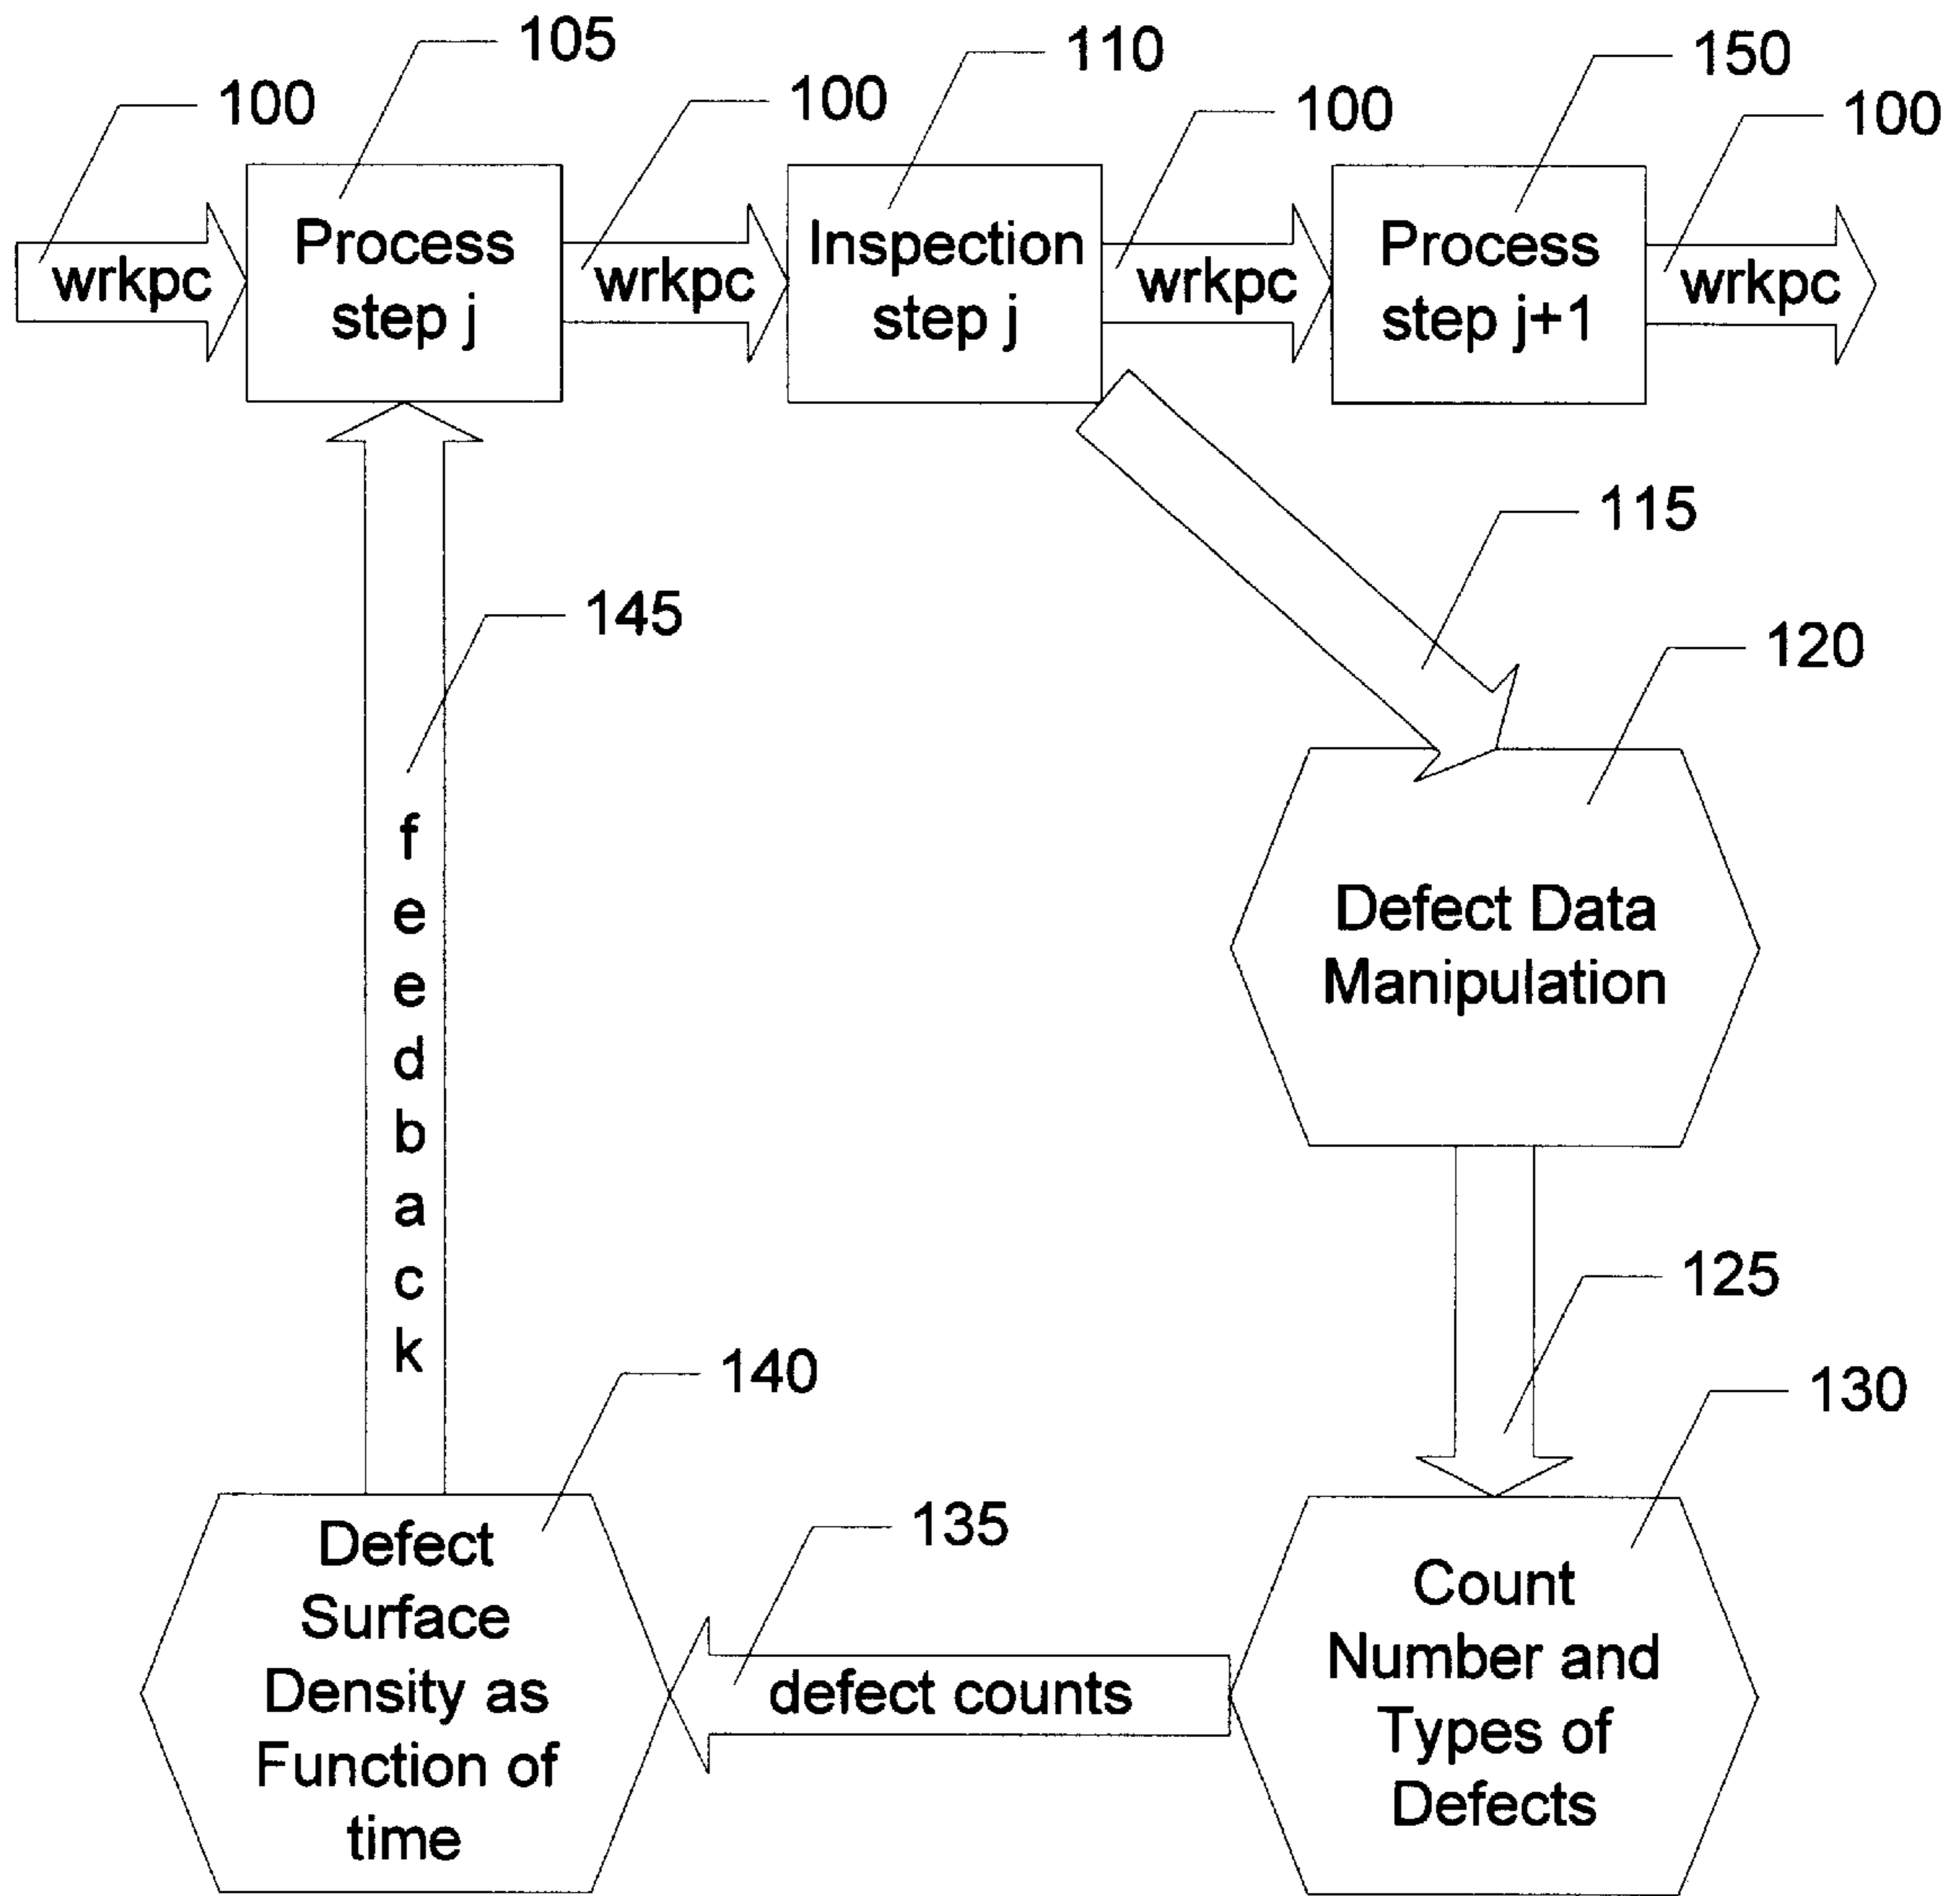 105
110
150
100
100
100
100
wrkpc
Process
step j
wrkpc
Inspection
step j
wrkpc
Process
step j+1
wrkpc
115
145
120
feedback
Defect Data
Manipulation
125
140
130
135
Defect
Surface
Density as
Function of
time
defect counts
Count
Number and
Types of
Defects